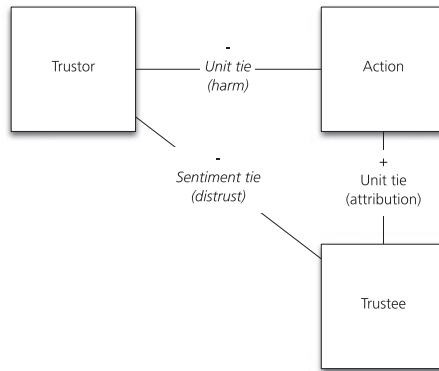 Trustor
-
Unit tie
(harm)
Action
-
Sentiment tie
(distrust)
+
Unit tie
(attribution)
Trustee